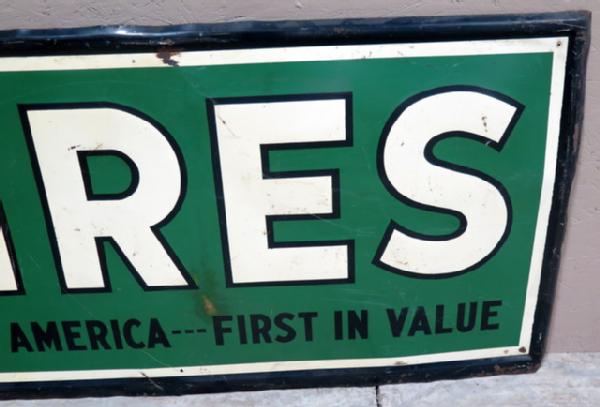 RES
AMERICA---FIRST IN VALUE